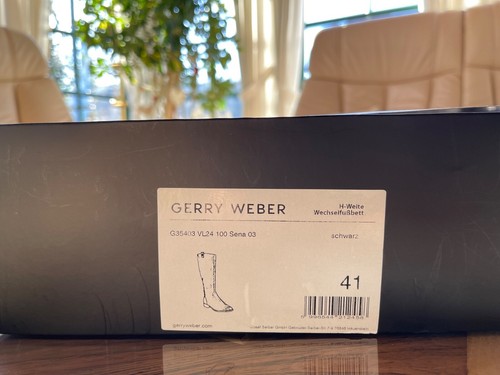 GERRY WEBER
H-Weite
Wechselfußbett
G35403 VL24 100 Sena 03
schwarz
41
gerryweber.com